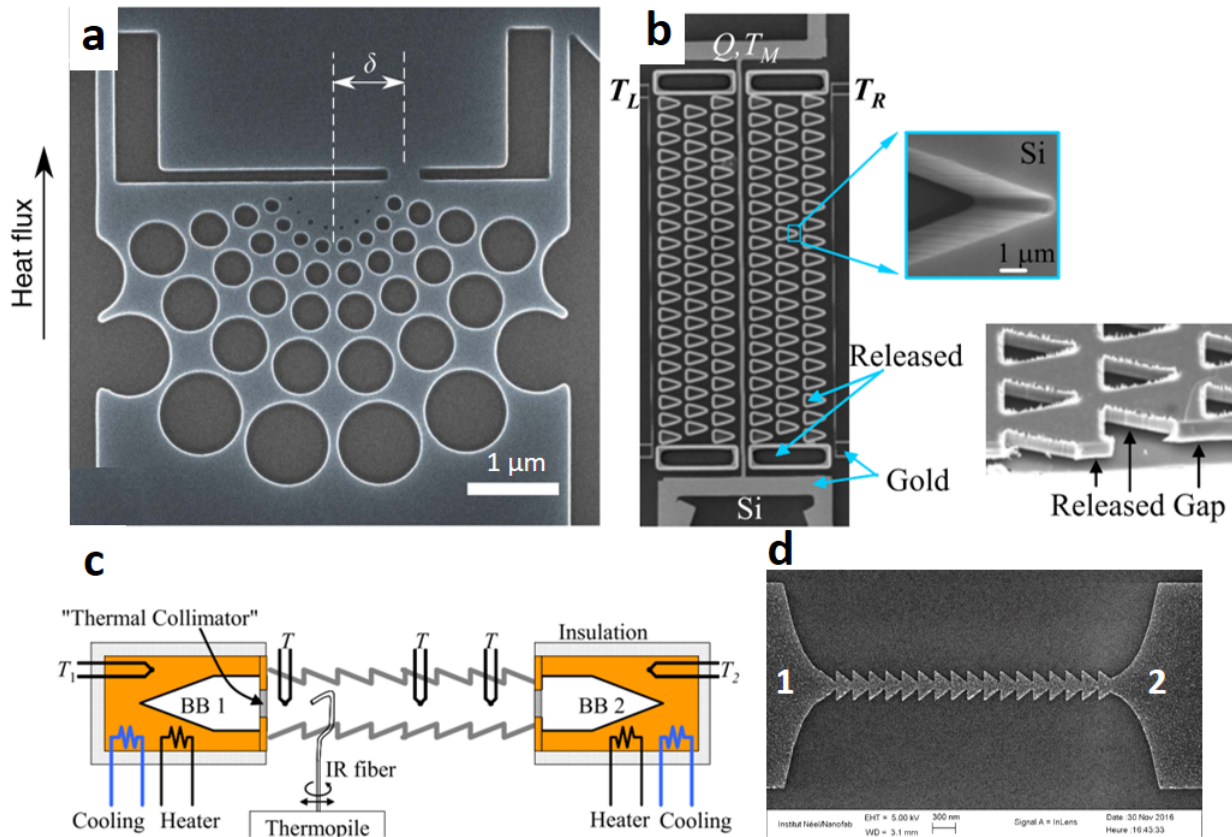 a
δ
Heat flux
1 μm
b
Q, T_M
T_L
T_R
Si
1 μm
Released
Gold
Si
Released Gap
c
"Thermal Collimator"
T
T
T
Insulation
T₁
T₂
BB 1
BB 2
IR fiber
Cooling
Heater
Heater
Cooling
Thermopile
d
1
2
Institut Néel/Nanofab
EHT = 5.00 kV
WD = 3.1 mm
300 nm
Signal A = InLens
Date :30 Nov 2016
Heure :16:43:33